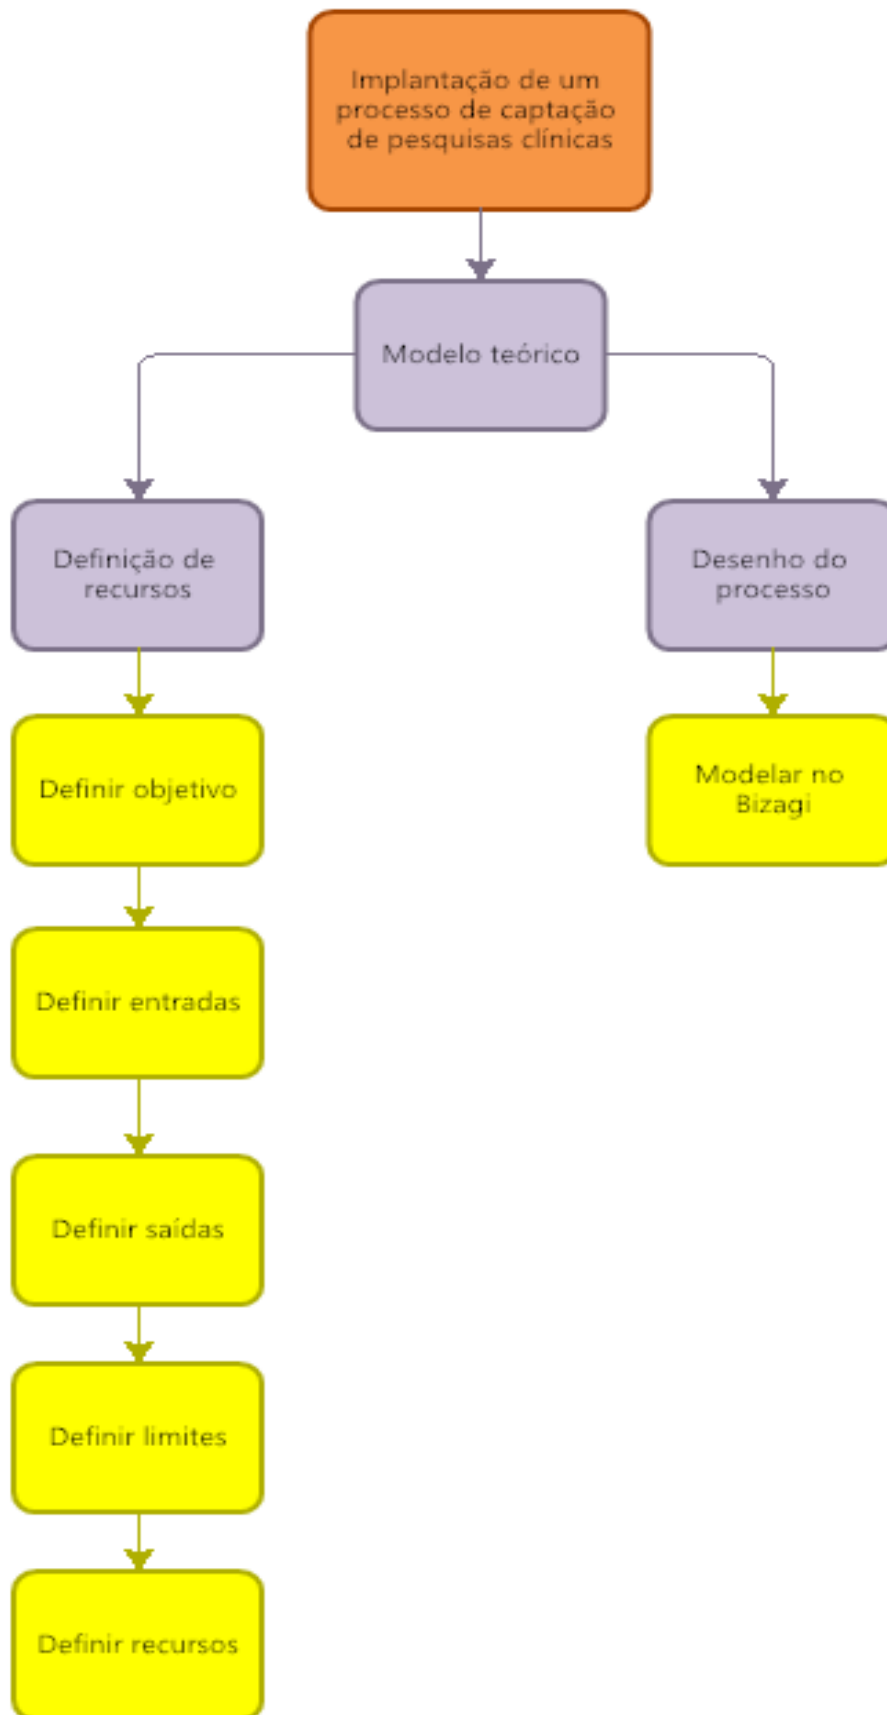 Implantação de um
processo de captação
de pesquisas clínicas
Modelo teórico
Definição de
recursos
Desenho do
processo
Definir objetivo
Modelar no
Bizagi
Definir entradas
Definir saídas
Definir limites
Definir recursos